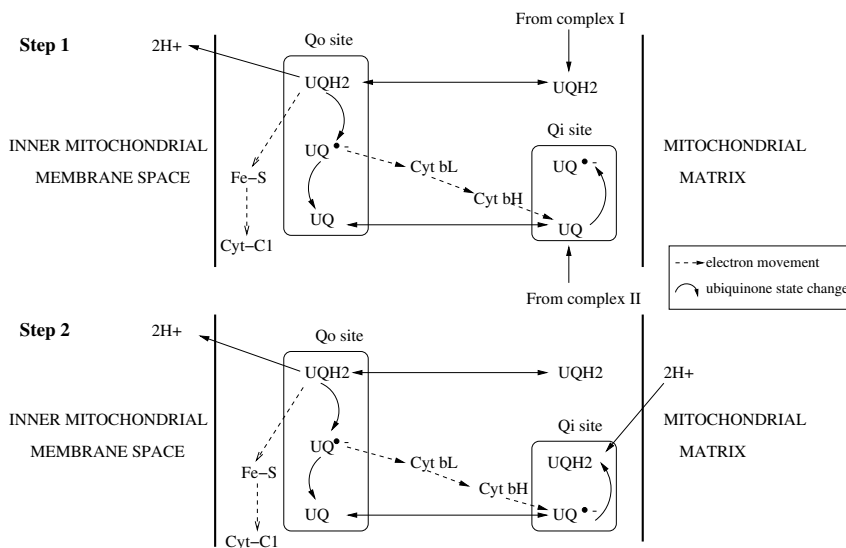 From complex I
Step 1
2H+
Qo site
UQH2
UQH2
Qi site
INNER MITOCHONDRIAL
MEMBRANE SPACE
UQ •
UQ • -
MITOCHONDRIAL
MATRIX
Fe-S
Cyt bL
Cyt bH
UQ
UQ
Cyt-C1
electron movement
ubiquinone state change
From complex II
Step 2
2H+
Qo site
UQH2
UQH2
2H+
INNER MITOCHONDRIAL
MEMBRANE SPACE
Qi site
MITOCHONDRIAL
MATRIX
UQ •
Fe-S
Cyt bL
UQH2
Cyt bH
UQ
UQ • -
Cyt-C1